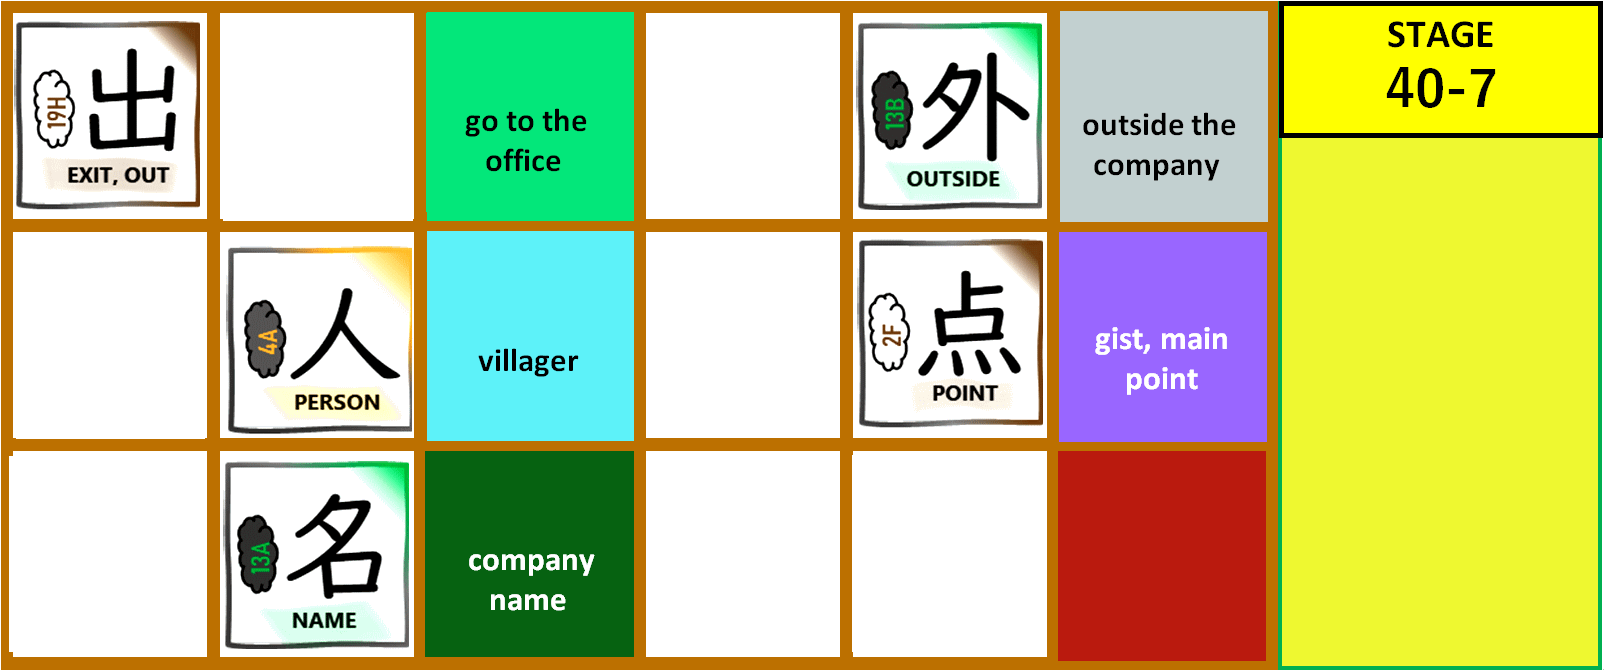 19H
出
EXIT, OUT
go to the
office
13B
外
OUTSIDE
outside the
company
STAGE
40-7
4A
人
PERSON
villager
2F
点
POINT
gist, main
point
13A
名
NAME
company
name